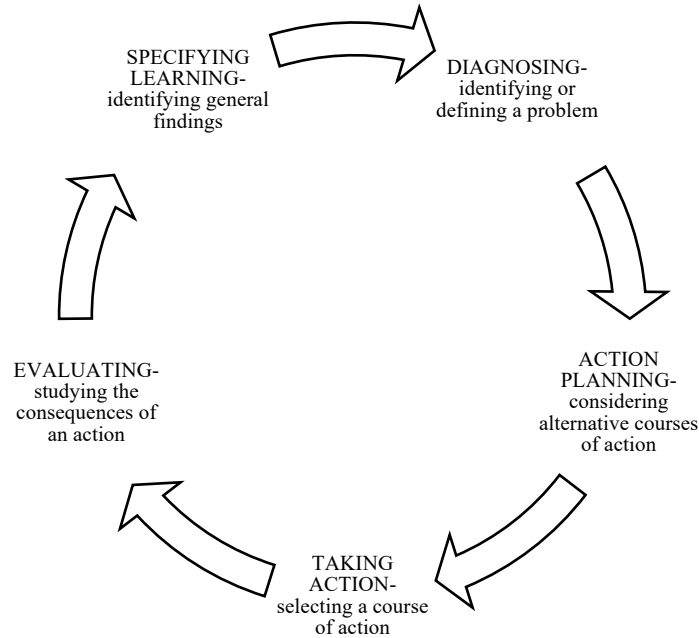 SPECIFYING
LEARNING-
identifying general
findings
DIAGNOSING-
identifying or
defining a problem
ACTION
PLANNING-
considering
alternative courses
of action
TAKING
ACTION-
selecting a course
of action
EVALUATING-
studying the
consequences of
an action